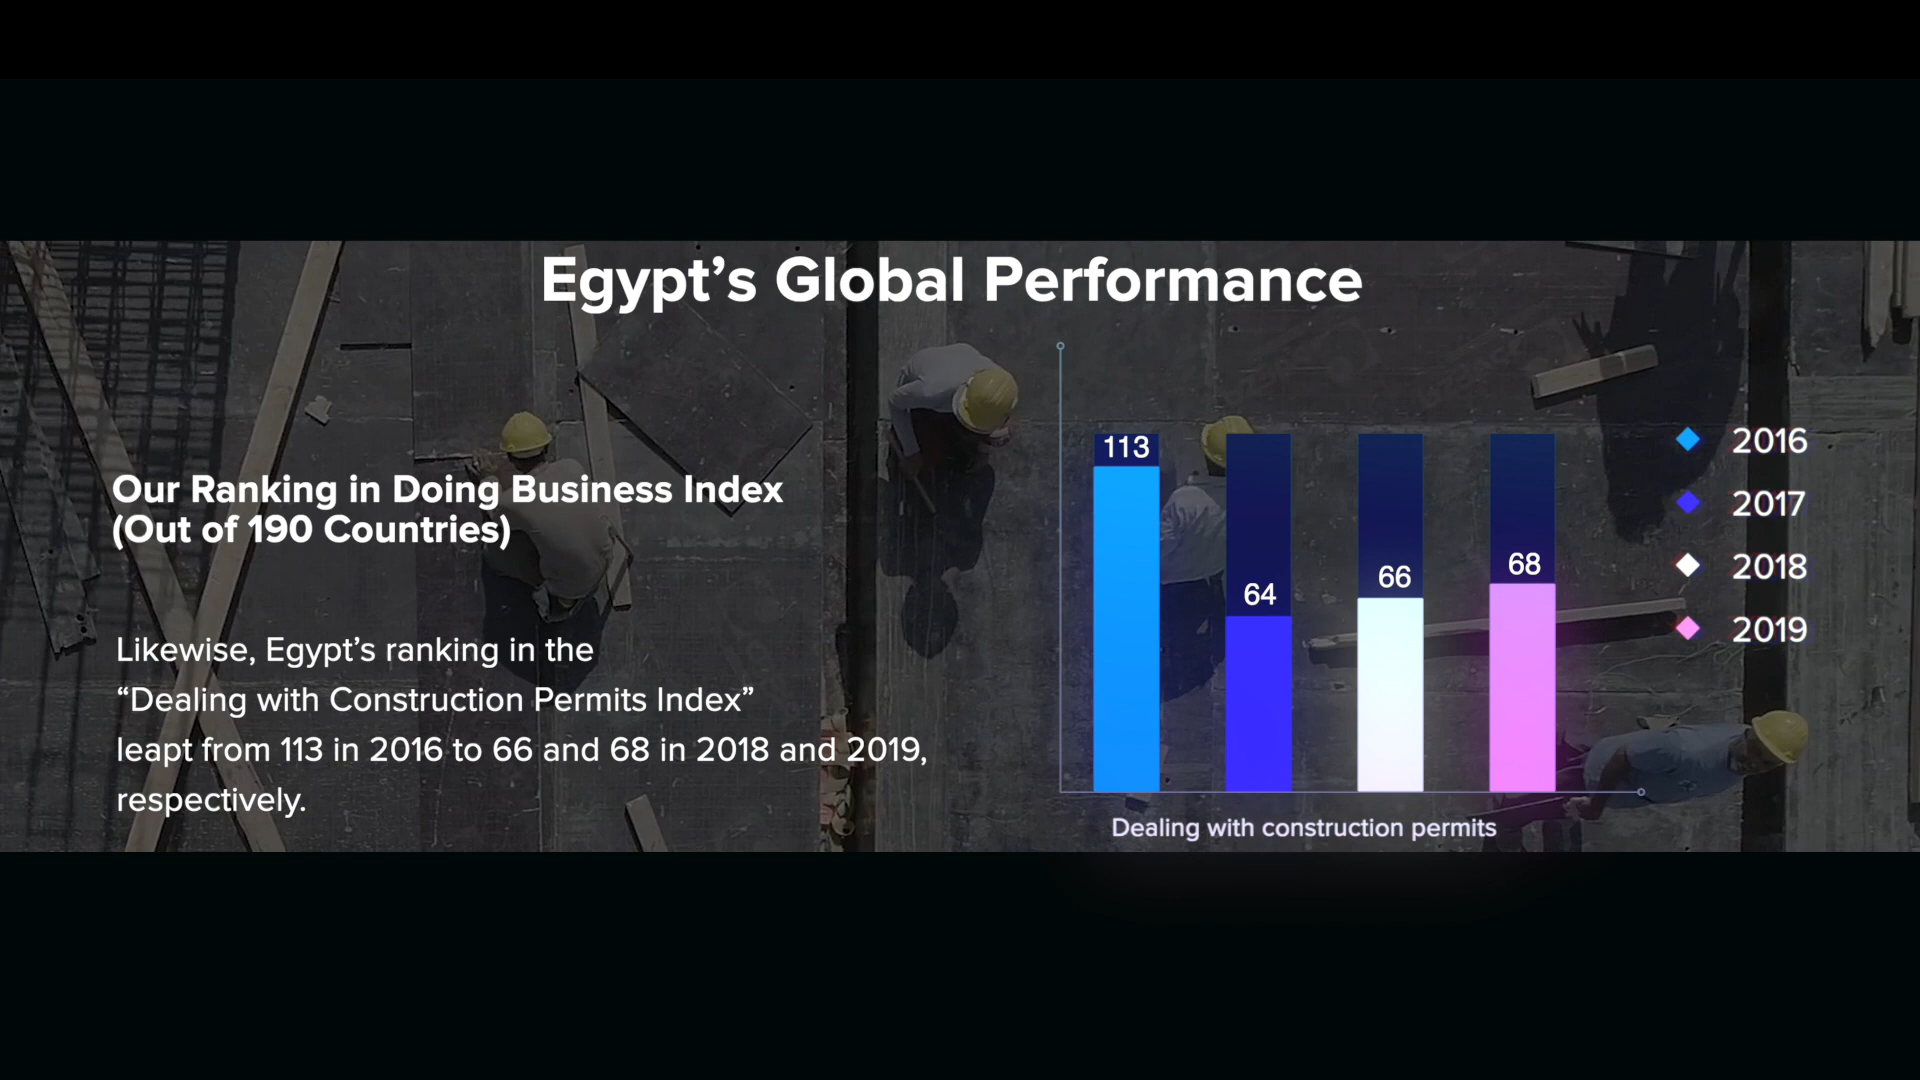 Egypt’s Global Performance
Our Ranking in Doing Business Index
(Out of 190 Countries)
Likewise, Egypt’s ranking in the
“Dealing with Construction Permits Index”
leapt from 113 in 2016 to 66 and 68 in 2018 and 2019,
respectively.
113
64
66
68
Dealing with construction permits
2016
2017
2018
2019